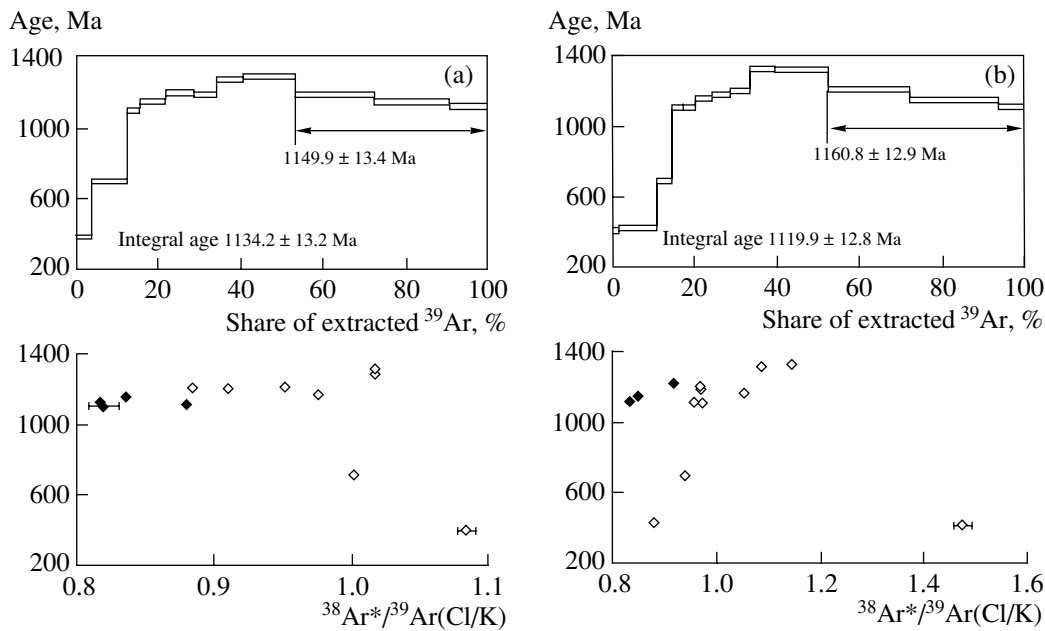 Age, Ma
1400
1000
600
200
(a)
1149.9 ± 13.4 Ma
Integral age 1134.2 ± 13.2 Ma
0 20 40 60 80 100
Share of extracted ³⁹Ar, %
1400
1000
600
200
0.8 0.9 1.0 1.1
³⁸Ar*/³⁹Ar(Cl/K)
Age, Ma
1400
1000
600
200
(b)
1160.8 ± 12.9 Ma
Integral age 1119.9 ± 12.8 Ma
0 20 40 60 80 100
Share of extracted ³⁹Ar, %
1400
1000
600
200
0.8 1.0 1.2 1.4 1.6
³⁸Ar*/³⁹Ar(Cl/K)